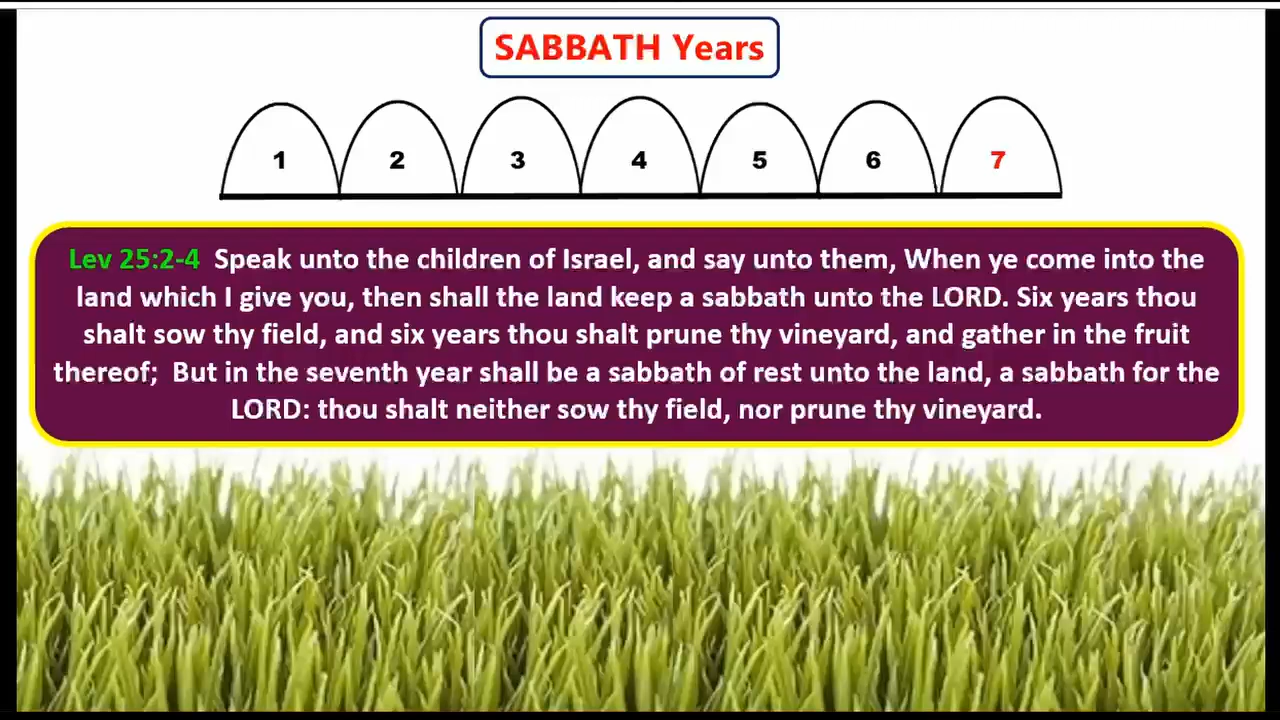 SABBATH Years
1 2 3 4 5 6 7
Lev 25:2-4 Speak unto the children of Israel, and say unto them, When ye come into the
land which I give you, then shall the land keep a sabbath unto the LORD. Six years thou
shalt sow thy field, and six years thou shalt prune thy vineyard, and gather in the fruit
thereof; But in the seventh year shall be a sabbath of rest unto the land, a sabbath for the
LORD: thou shalt neither sow thy field, nor prune thy vineyard.